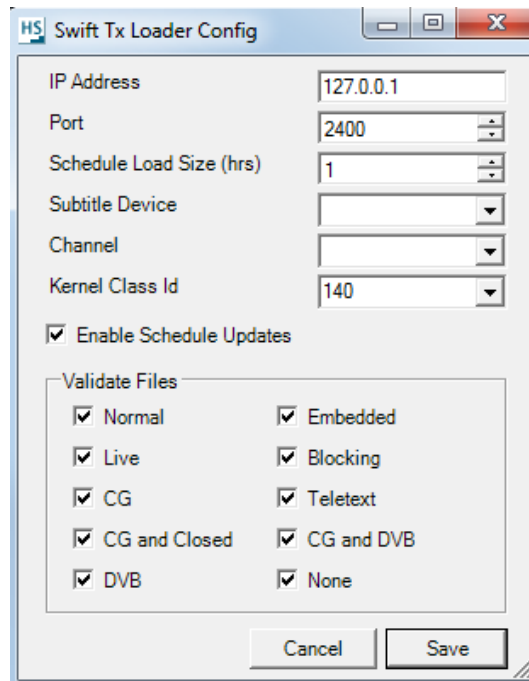 HS Swift Tx Loader Config
IP Address 127.0.0.1
Port 2400
Schedule Load Size (hrs) 1
Subtitle Device
Channel
Kernel Class Id 140
Enable Schedule Updates
Validate Files
Normal Embedded
Live Blocking
CG Teletext
CG and Closed CG and DVB
DVB None
Cancel Save